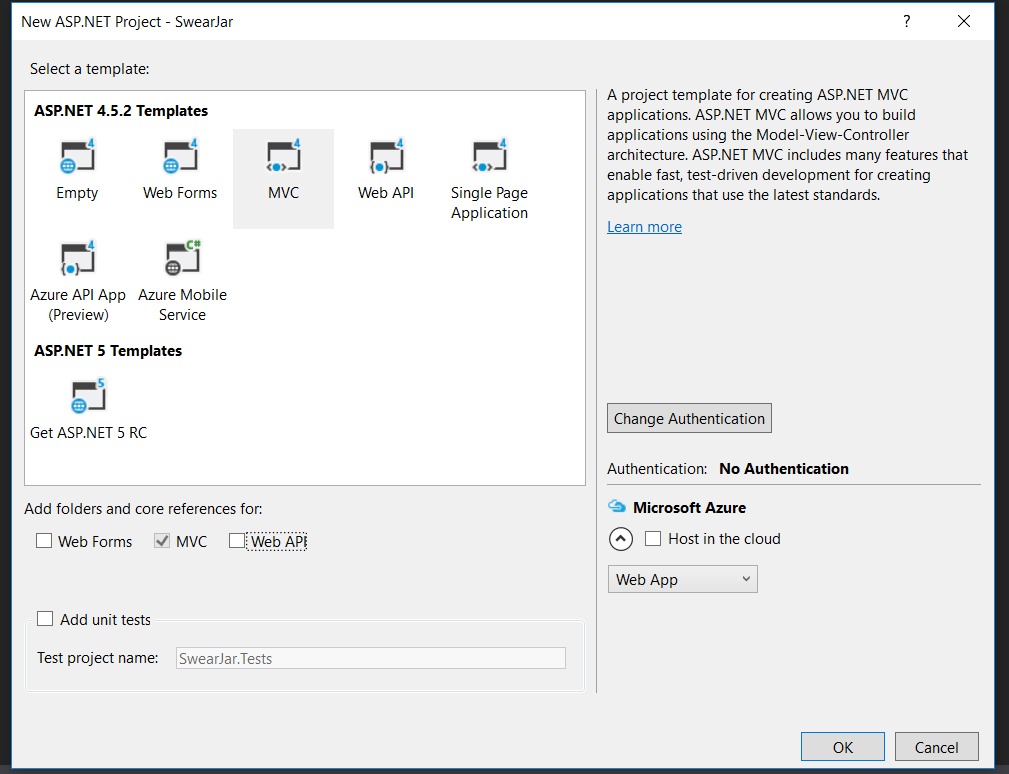 New ASP.NET Project - SwearJar
?
Select a template:
ASP.NET 4.5.2 Templates
4
4
4
4
4
Empty
Web Forms
MVC
Web API
Single Page
Application
4
C#
Azure API App
(Preview)
Azure Mobile
Service
ASP.NET 5 Templates
5
Get ASP.NET 5 RC
A project template for creating ASP.NET MVC
applications. ASP.NET MVC allows you to build
applications using the Model-View-Controller
architecture. ASP.NET MVC includes many features that
enable fast, test-driven development for creating
applications that use the latest standards.
Learn more
Change Authentication
Authentication: No Authentication
Microsoft Azure
Host in the cloud
Web App
Add folders and core references for:
Web Forms
MVC
Web API
Add unit tests
Test project name:
SwearJar.Tests
OK
Cancel